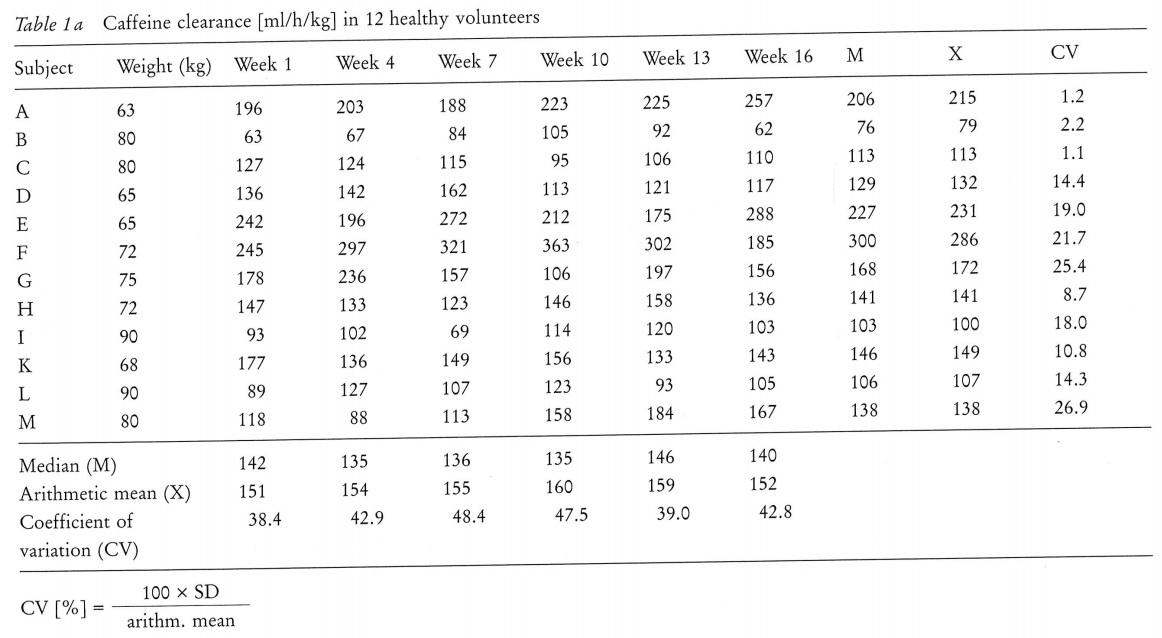 Table 1a Caffeine clearance [ml/h/kg] in 12 healthy volunteers
Subject Weight (kg) Week 1 Week 4 Week 7 Week 10 Week 13 Week 16 M X CV
A 63 196 203 188 223 225 257 206 215 1.2
B 80 63 67 84 105 92 62 76 79 2.2
C 80 127 124 115 95 106 110 113 113 1.1
D 65 136 142 162 113 121 117 129 132 14.4
E 65 242 196 272 212 175 288 227 231 19.0
F 72 245 297 321 363 302 185 300 286 21.7
G 75 178 236 157 106 197 156 168 172 25.4
H 72 147 133 123 146 158 136 141 141 8.7
I 90 93 102 69 114 120 103 103 100 18.0
K 68 177 136 149 156 133 143 146 149 10.8
L 90 89 127 107 123 93 105 106 107 14.3
M 80 118 88 113 158 184 167 138 138 26.9
Median (M) 142 135 136 135 146 140
Arithmetic mean (X) 151 154 155 160 159 152
Coefficient of 38.4 42.9 48.4 47.5 39.0 42.8
variation (CV)
CV [%] = 100 × SD
arithm. mean